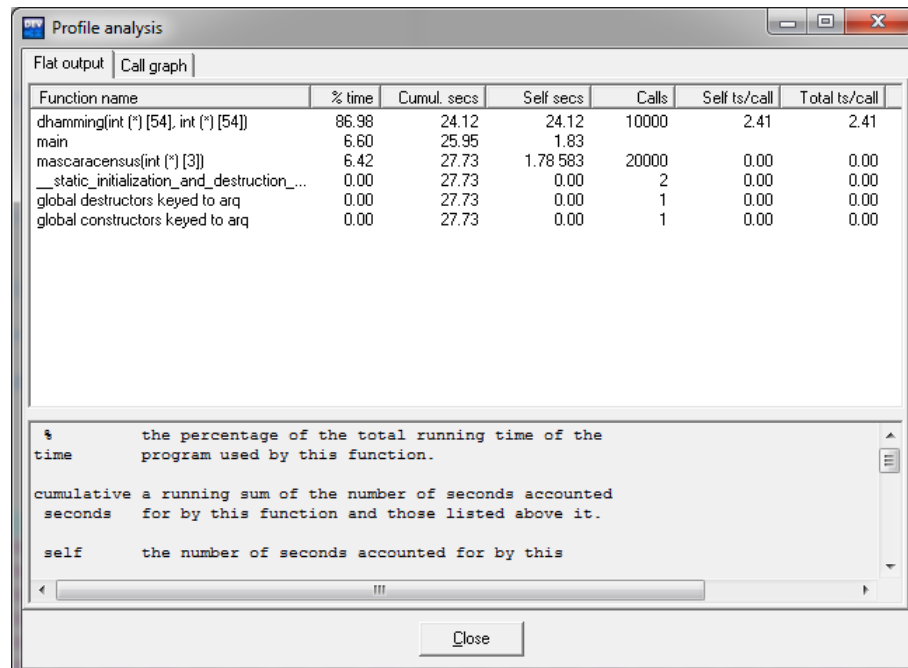 Profile analysis
Flat output Call graph
Function name % time Cumul. secs Self secs Calls Self ts/call Total ts/call
dhamming(int (*) [54], int (*) [54]) 86.98 24.12 24.12 10000 2.41 2.41
main 6.60 25.95 1.83
mascaracensus(int (*) [3]) 6.42 27.73 1.78 583 20000 0.00 0.00
__static_initialization_and_destruction_... 0.00 27.73 0.00 2 0.00 0.00
global destructors keyed to arq 0.00 27.73 0.00 1 0.00 0.00
global constructors keyed to arq 0.00 27.73 0.00 1 0.00 0.00
% the percentage of the total running time of the
time program used by this function.
cumulative a running sum of the number of seconds accounted
seconds for by this function and those listed above it.
self the number of seconds accounted for by this
Close